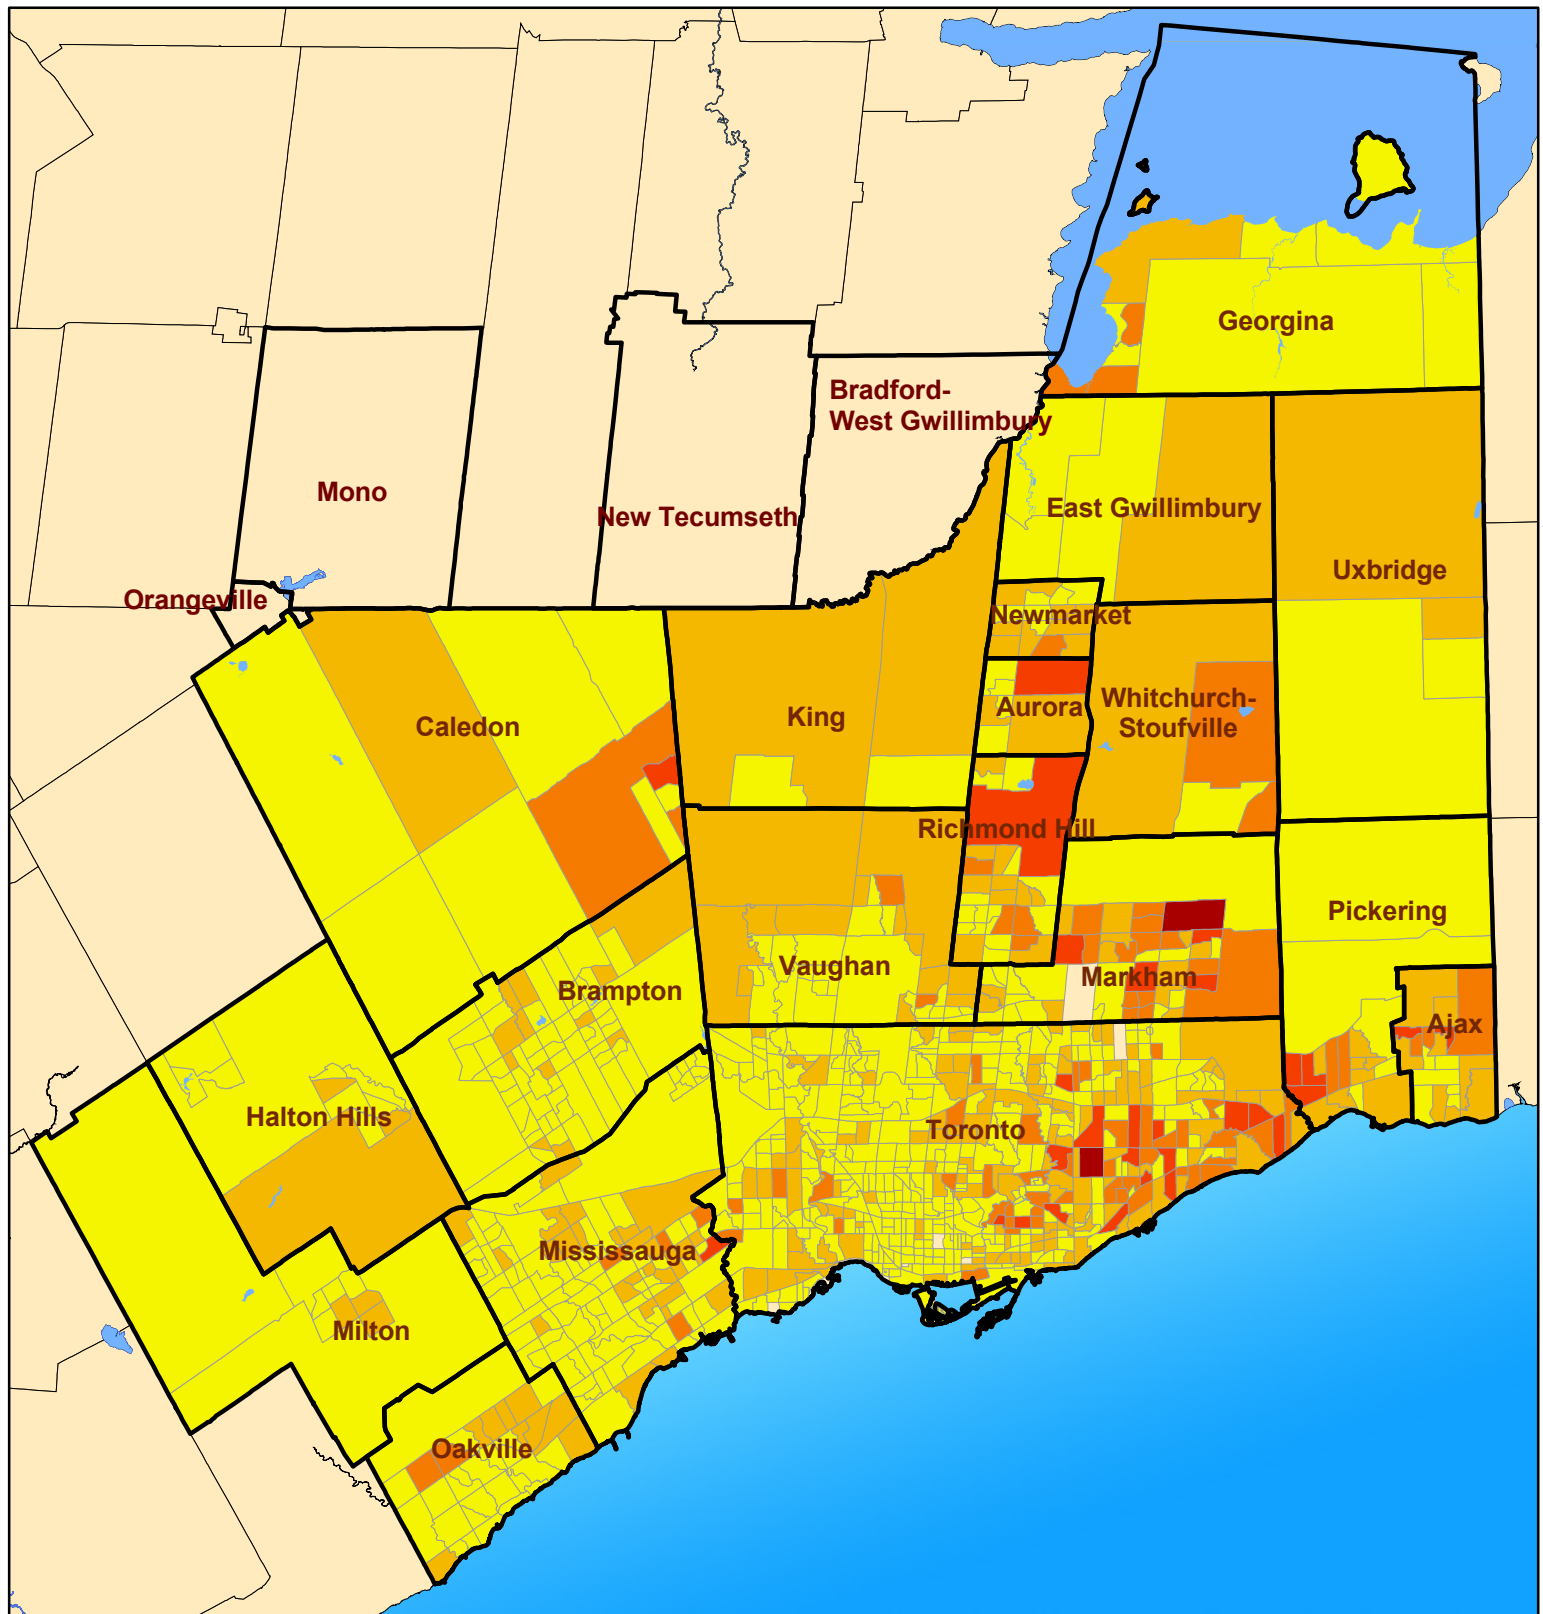 Georgina
Bradford-
West Gwillimbury
Mono
New Tecumseth
East Gwillimbury
Uxbridge
Orangeville
Newmarket
Caledon
King
Aurora
Whitchurch-
Stoufville
Richmond Hill
Pickering
Vaughan
Markham
Brampton
Ajax
Halton Hills
Toronto
Mississauga
Milton
Oakville